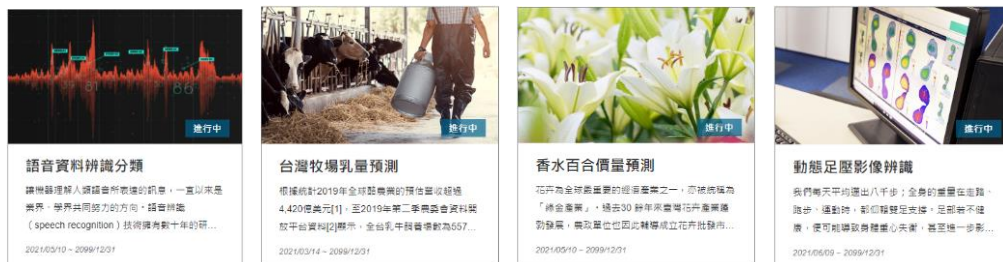 進行中
語音資料辨識分類
讓機器理解人類語音所表達的訊息，一直以來是
業界、學界共同努力的方向。語音辨識
（speech recognition）技術擁有數十年的研...
2021/05/10 ~ 2099/12/31
進行中
台灣牧場乳量預測
根據統計2019年全球酪農業的預估營收超過
4,420億美元[1]，至2019年第二季農委會資料開
放平台資料[2]顯示，全台乳牛飼養場數為557...
2021/03/14 ~ 2099/12/31
進行中
香水百合價量預測
花卉為全球最重要的經濟產業之一，亦被統稱為
「綠金產業」。過去30 餘年來臺灣花卉產業蓬
勃發展，農政單位也因此輔導成立花卉批發市...
2021/05/10 ~ 2099/12/31
進行中
動態足壓影像辨識
我們每天平均邁出八千步；全身的重量在走路、
跑步、運動時，都仰賴雙足支撐。足部若不健
康，便可能導致身體重心失衡，甚至進一步影...
2021/06/09 ~ 2099/12/31